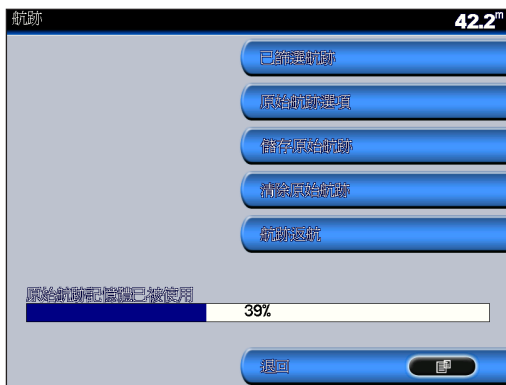 航跡
42.2m
已篩選航跡
原始航跡選項
儲存原始航跡
清除原始航跡
航跡返航
原始航跡記憶體已被使用
39%
退回